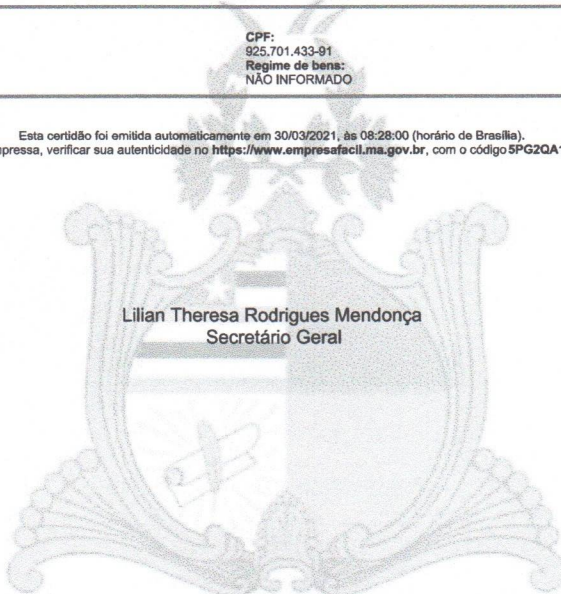 CPF:
925.701.433-91
Regime de bens:
NÃO INFORMADO
Esta certidão foi emitida automaticamente em 30/03/2021, às 08:28:00 (horário de Brasília).
verificar sua autenticidade no https://www.empresafacil.ma.gov.br, com o código
Lilian Theresa Rodrigues Mendonça
Secretário Geral